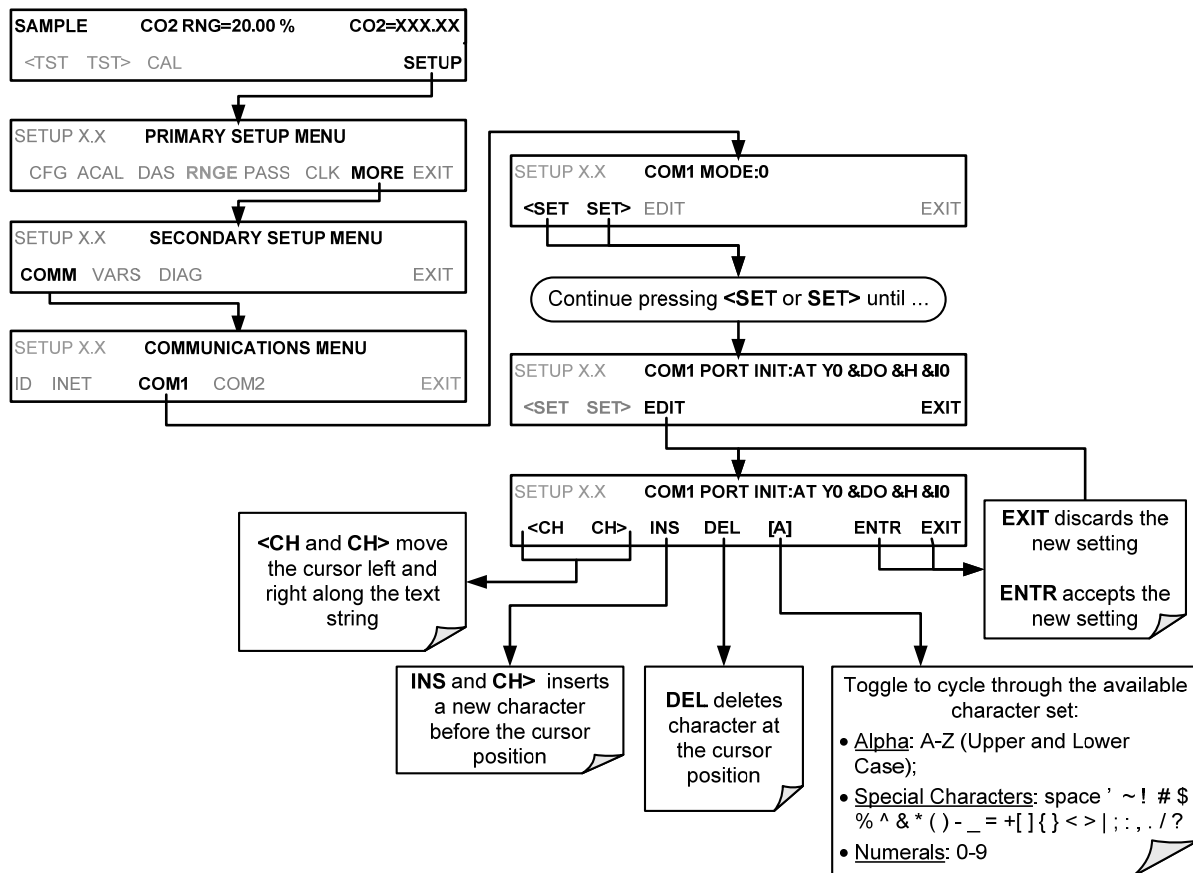 SAMPLE CO2 RNG=20.00 % CO2=XXX.XX
<TST TST> CAL SETUP
SETUP X.X PRIMARY SETUP MENU
CFG ACAL DAS RNGE PASS CLK MORE EXIT
SETUP X.X SECONDARY SETUP MENU
COMM VARS DIAG EXIT
SETUP X.X COMMUNICATIONS MENU
ID INET COM1 COM2 EXIT
SETUP X.X COM1 MODE:0
<SET SET> EDIT EXIT
Continue pressing <SET or SET> until ...
SETUP X.X COM1 PORT INIT:AT Y0 &DO &H &I0
<SET SET> EDIT EXIT
SETUP X.X COM1 PORT INIT:AT Y0 &DO &H &I0
<CH CH> INS DEL [A] ENTR EXIT
<CH and CH> move
the cursor left and
right along the text
string
INS and CH> inserts
a new character
before the cursor
position
DEL deletes
character at
the cursor
position
EXIT discards the
new setting
ENTR accepts the
new setting
Toggle to cycle through the available
character set:
• Alpha: A-Z (Upper and Lower
Case);
• Special Characters: space ' ~ ! # $
% ^ & * ( ) - _ = +[ ] { } < > | ; : , . / ?
• Numerals: 0-9